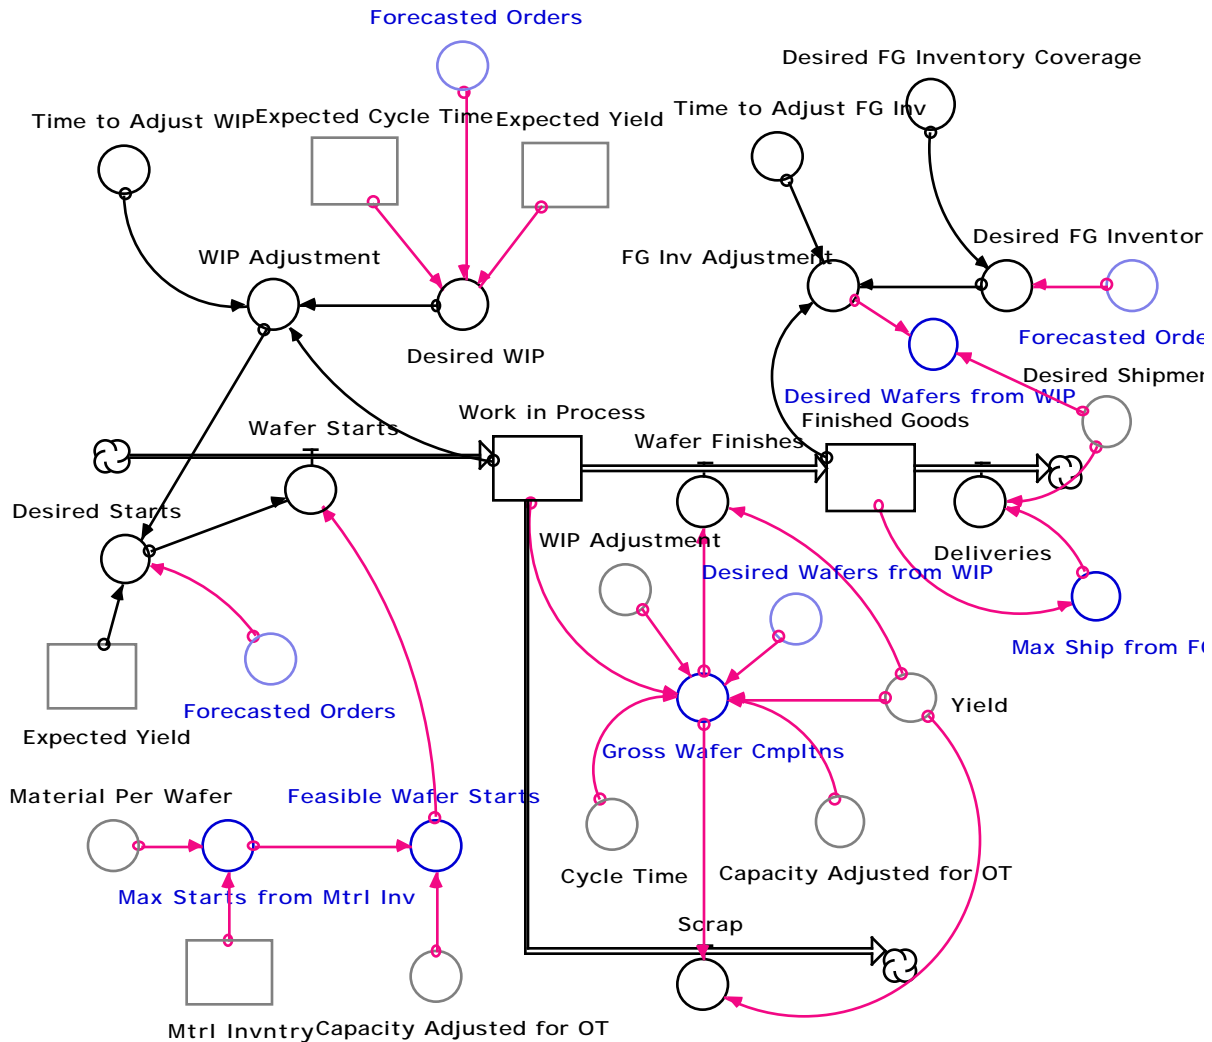 Forecasted Orders
Desired FG Inventory Coverage
Time to Adjust FG Inv
Time to Adjust WIP
Expected Cycle Time
Expected Yield
WIP Adjustment
FG Inv Adjustment
Desired FG Inventor
Forecasted Orde
Desired WIP
Desired Shipmer
Desired Wafers from WIP
Work in Process
Finished Goods
Wafer Starts
Wafer Finishes
Desired Starts
WIP Adjustment
Deliveries
Desired Wafers from WIP
Max Ship from FG
Forecasted Orders
Yield
Expected Yield
Gross Wafer Cmpltns
Material Per Wafer
Feasible Wafer Starts
Cycle Time
Capacity Adjusted for OT
Max Starts from Mtrl Inv
Scrap
Mtrl Invntry
Capacity Adjusted for OT